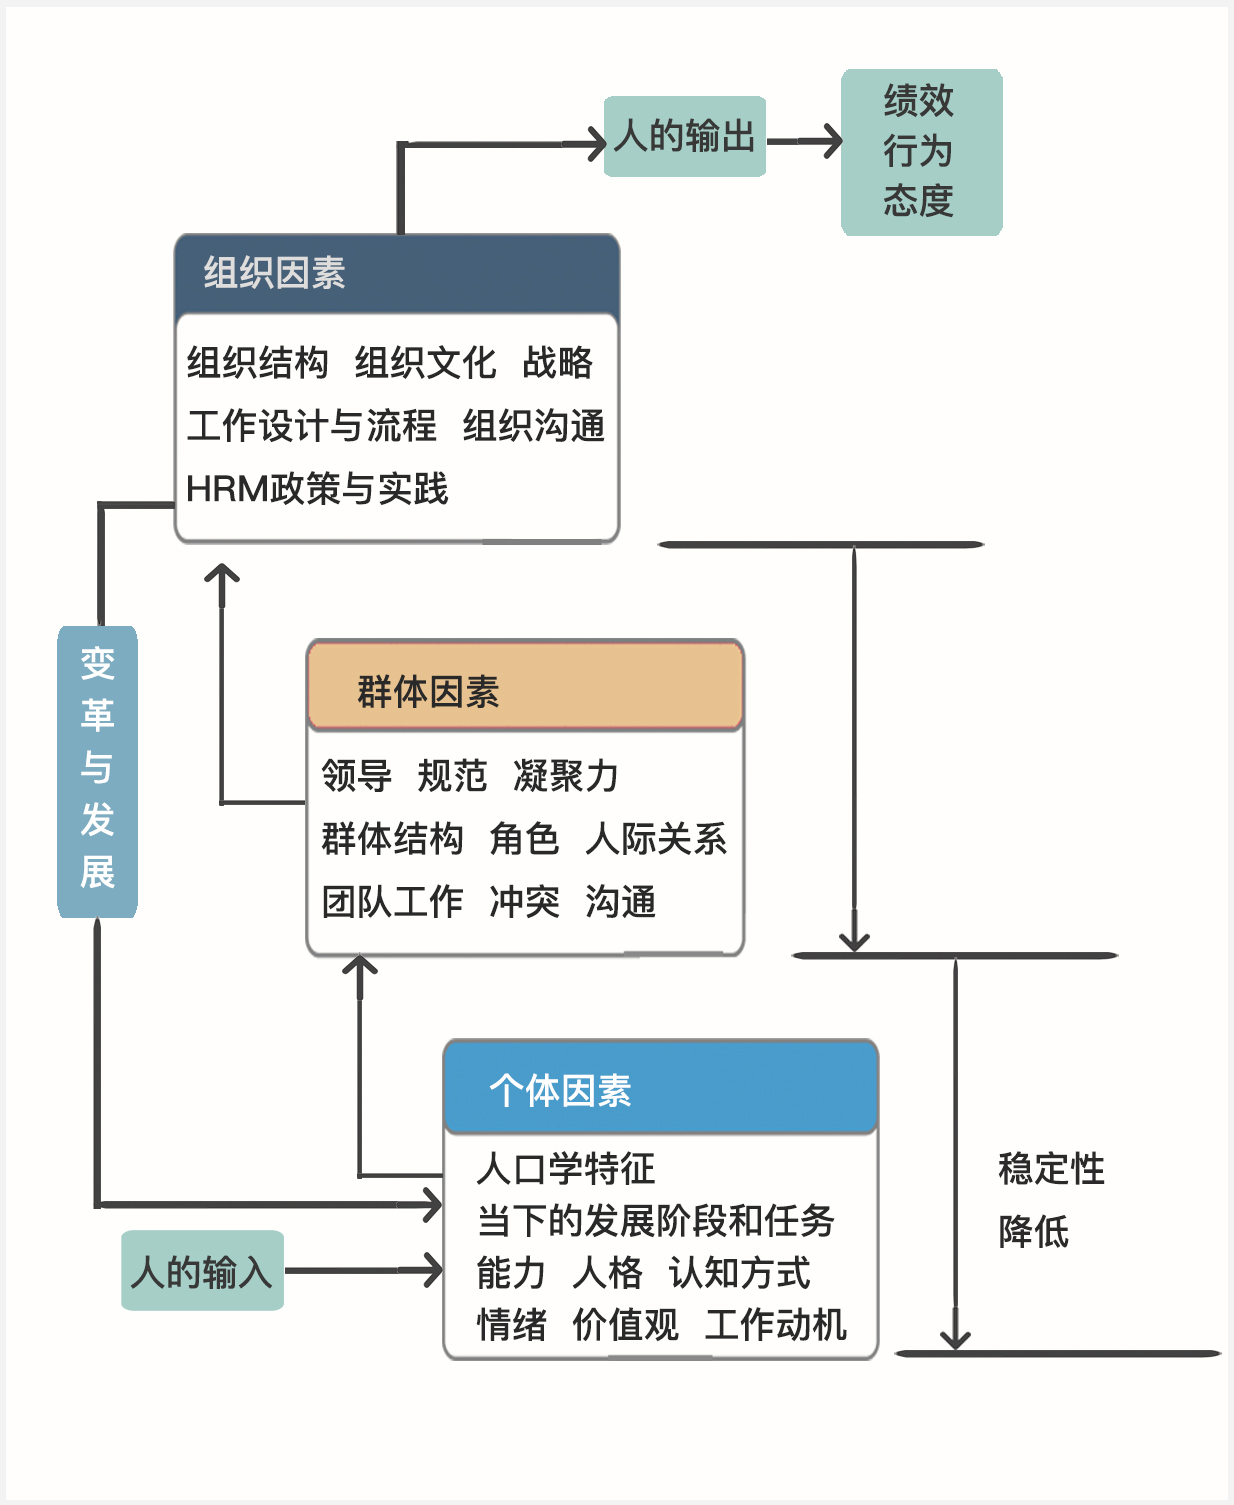 人的输出
绩效
行为
态度
组织因素
组织结构 组织文化 战略
工作设计与流程 组织沟通
HRM政策与实践
变革与发展
群体因素
领导 规范 凝聚力
群体结构 角色 人际关系
团队工作 冲突 沟通
个体因素
人口学特征
当下的发展阶段和任务
能力 人格 认知方式
情绪 价值观 工作动机
人的输入
稳定性
降低